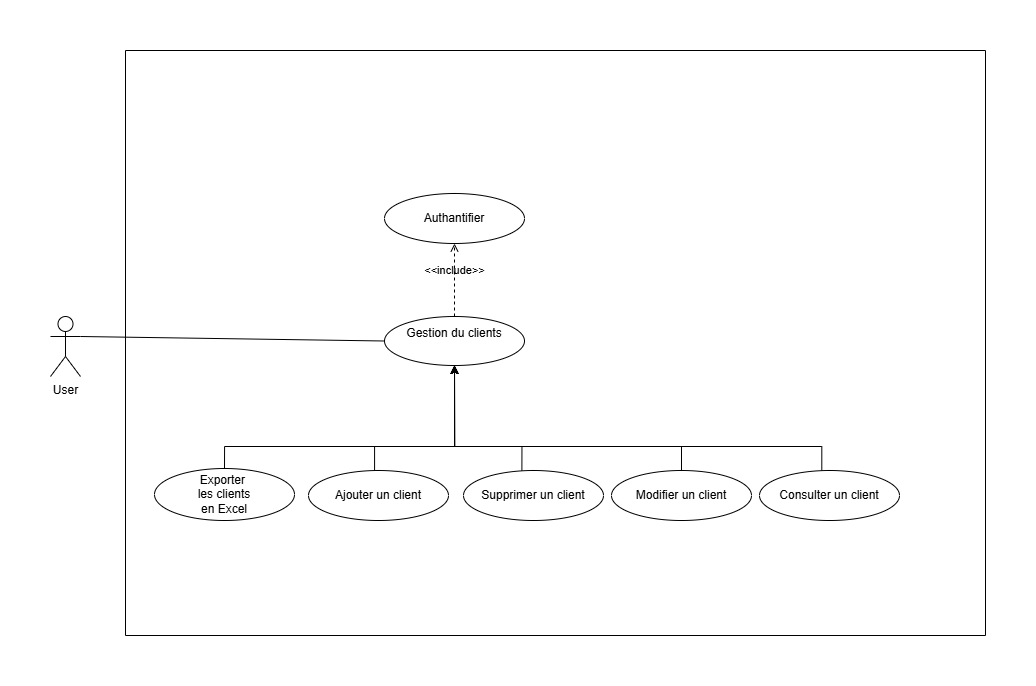 Authantifier
<<include>>
Gestion du clients
User
Exporter
les clients
en Excel
Ajouter un client
Supprimer un client
Modifier un client
Consulter un client